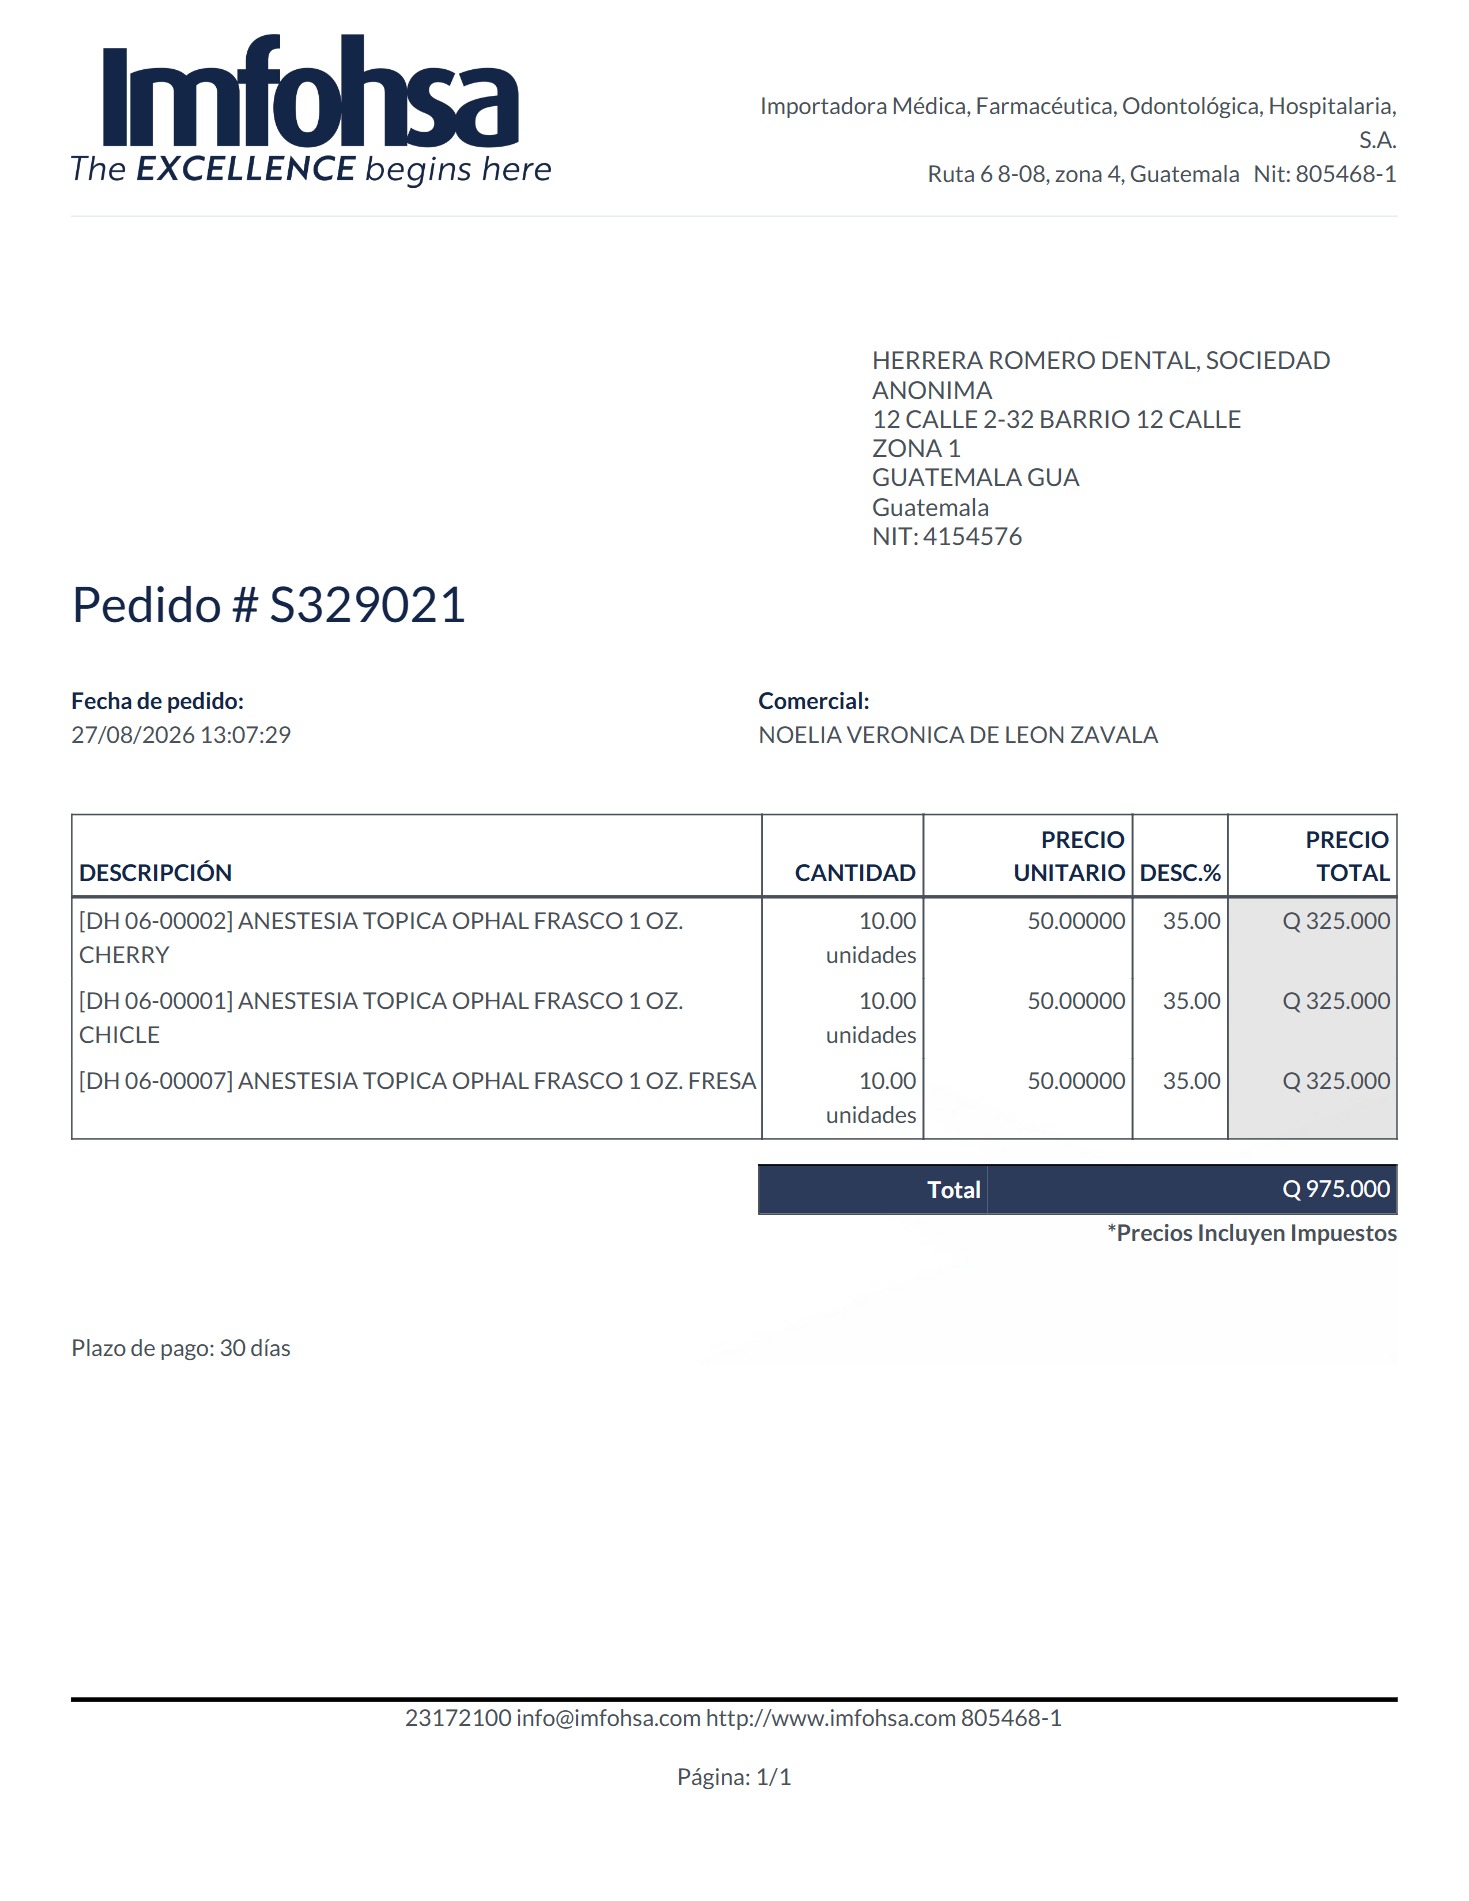 Imfohsa
The EXCELLENCE begins here
Importadora Médica, Farmacéutica, Odontológica, Hospitalaria,
S.A.
Ruta 6 8-08, zona 4, Guatemala Nit: 805468-1
HERRERA ROMERO DENTAL, SOCIEDAD
ANONIMA
12 CALLE 2-32 BARRIO 12 CALLE
ZONA 1
GUATEMALA GUA
Guatemala
NIT: 4154576
Pedido # S329021
Fecha de pedido: Comercial:
27/08/2026 13:07:29 NOELIA VERONICA DE LEON ZAVALA
PRECIO PRECIO
DESCRIPCIÓN CANTIDAD UNITARIO DESC.% TOTAL
[DH 06-00002] ANESTESIA TOPICA OPHAL FRASCO 1 OZ. 10.00 50.00000 35.00 Q 325.000
CHERRY unidades
[DH 06-00001] ANESTESIA TOPICA OPHAL FRASCO 1 OZ. 10.00 50.00000 35.00 Q 325.000
CHICLE unidades
[DH 06-00007] ANESTESIA TOPICA OPHAL FRASCO 1 OZ. FRESA 10.00 50.00000 35.00 Q 325.000
unidades
Total Q 975.000
*Precios Incluyen Impuestos
Plazo de pago: 30 días
23172100 info@imfohsa.com http://www.imfohsa.com 805468-1
Página: 1/1